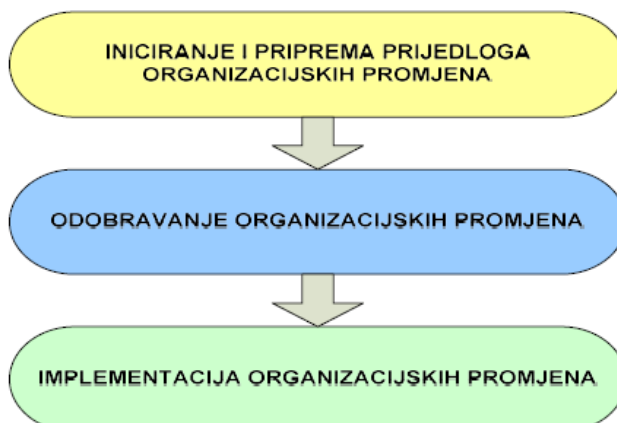 INICIRANJE I PRIPREMA PRIJEDLOGA
ORGANIZACIJSKIH PROMJENA
ODOBRAVANJE ORGANIZACIJSKIH PROMJENA
IMPLEMENTACIJA ORGANIZACIJSKIH PROMJENA